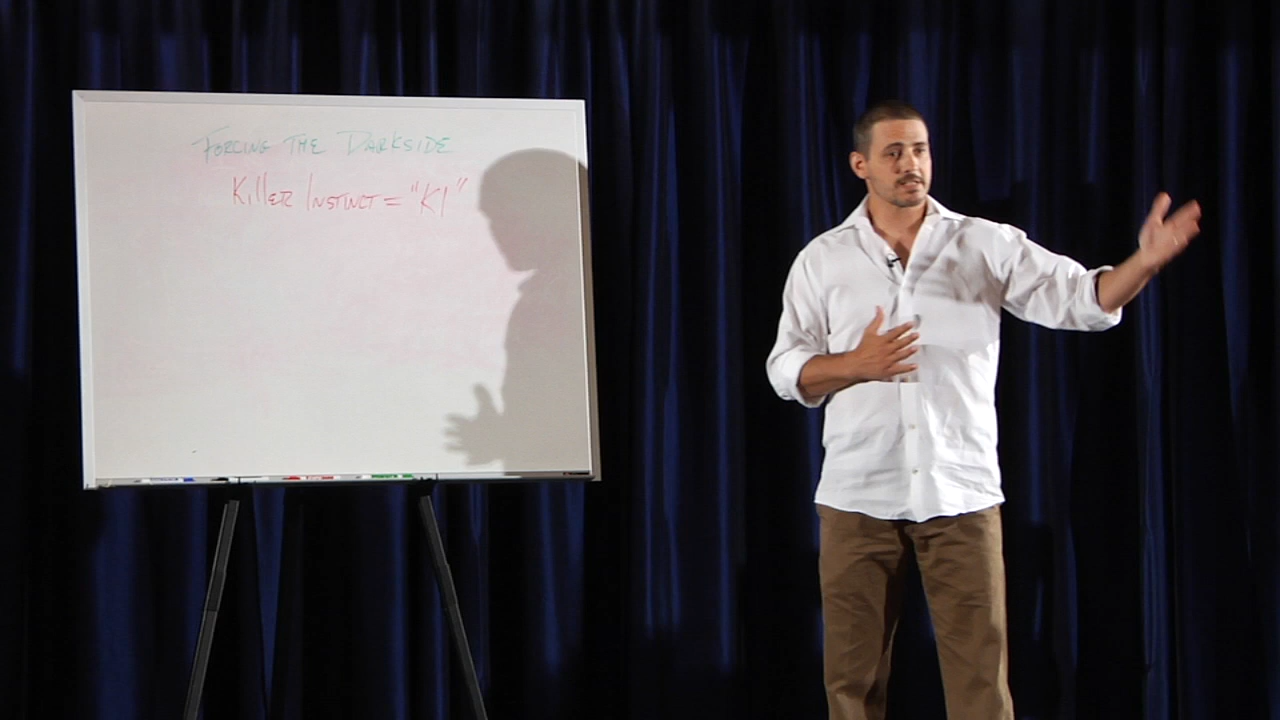 FORCING THE DARKSIDE
KillER INSTINCT = "KI"